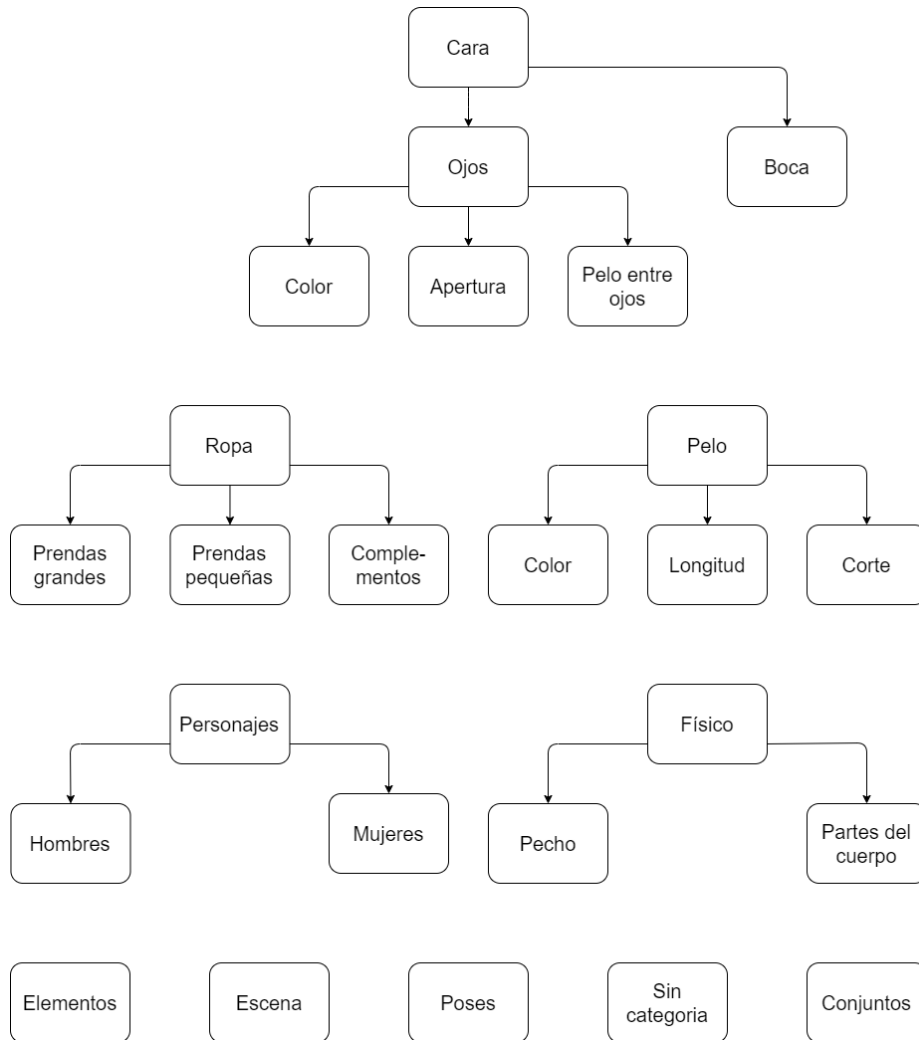 Cara
Ojos
Boca
Color
Apertura
Pelo entre
ojos
Ropa
Pelo
Prendas
grandes
Prendas
pequeñas
Comple-
mentos
Color
Longitud
Corte
Personajes
Físico
Hombres
Mujeres
Pecho
Partes del
cuerpo
Elementos
Escena
Poses
Sin
categoria
Conjuntos